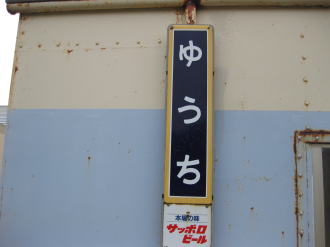 ゆうち
本場の味
サッポロ
ビール